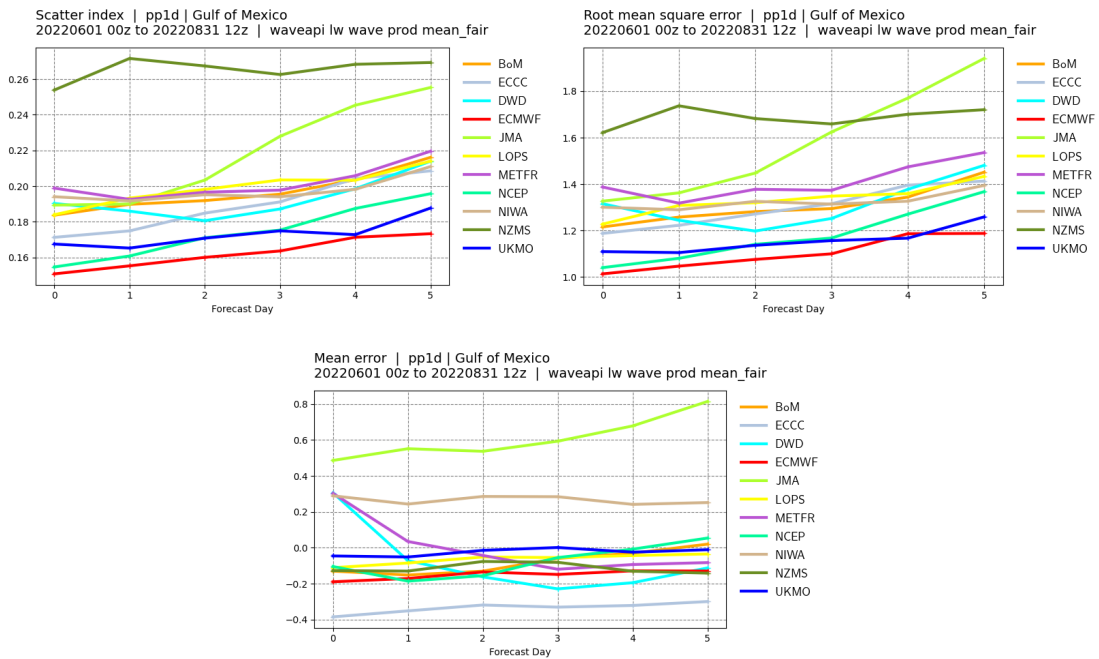 Scatter index | pp1d | Gulf of Mexico
20220601 00z to 20220831 12z | waveapi lw wave prod mean_fair
0.26
0.24
0.22
0.20
0.18
0.16
0 1 2 3 4 5
Forecast Day
BoM
ECCC
DWD
ECMWF
JMA
LOPS
METFR
NCEP
NIWA
NZMS
UKMO
Root mean square error | pp1d | Gulf of Mexico
20220601 00z to 20220831 12z | waveapi lw wave prod mean_fair
1.8
1.6
1.4
1.2
1.0
0 1 2 3 4 5
Forecast Day
BoM
ECCC
DWD
ECMWF
JMA
LOPS
METFR
NCEP
NIWA
NZMS
UKMO
Mean error | pp1d | Gulf of Mexico
20220601 00z to 20220831 12z | waveapi lw wave prod mean_fair
0.8
0.6
0.4
0.2
0.0
−0.2
−0.4
0 1 2 3 4 5
Forecast Day
BoM
ECCC
DWD
ECMWF
JMA
LOPS
METFR
NCEP
NIWA
NZMS
UKMO